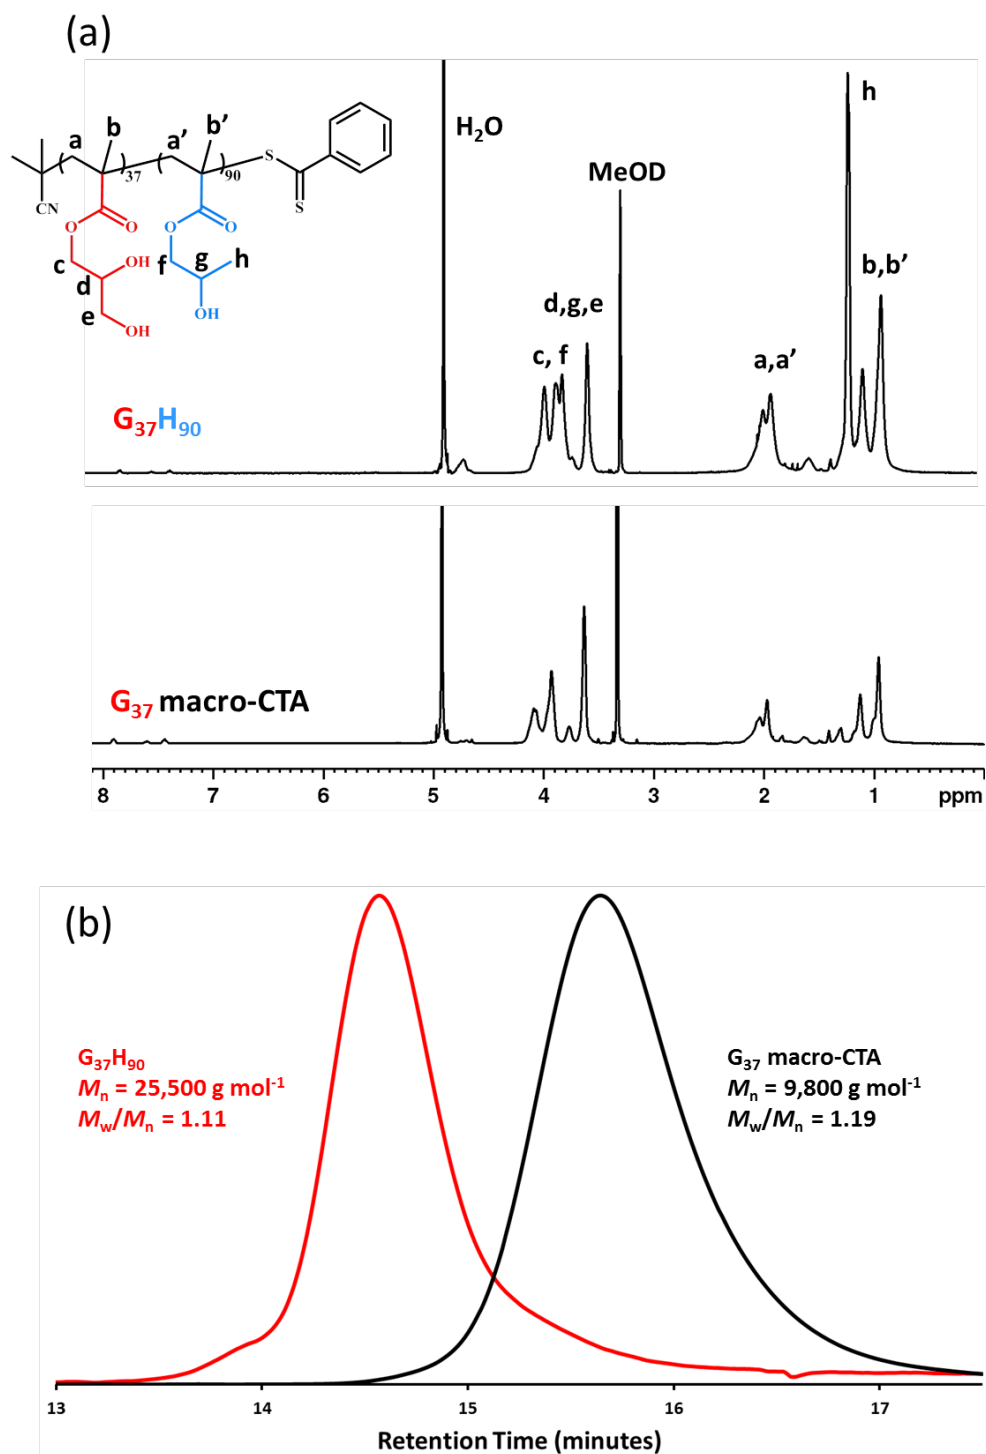 (a)
a
b
a'
b'
37
90
S
S
CN
O
O
O
O
c
d
OH
e
OH
f
g
h
OH
G₃₇H₉₀
H₂O
MeOD
h
b,b'
d,g,e
c, f
a,a'
G₃₇ macro-CTA
8 7 6 5 4 3 2 1 ppm
(b)
G₃₇H₉₀
Mₙ = 25,500 g mol⁻¹
M_w/Mₙ = 1.11
G₃₇ macro-CTA
Mₙ = 9,800 g mol⁻¹
M_w/Mₙ = 1.19
13 14 15 16 17
Retention Time (minutes)